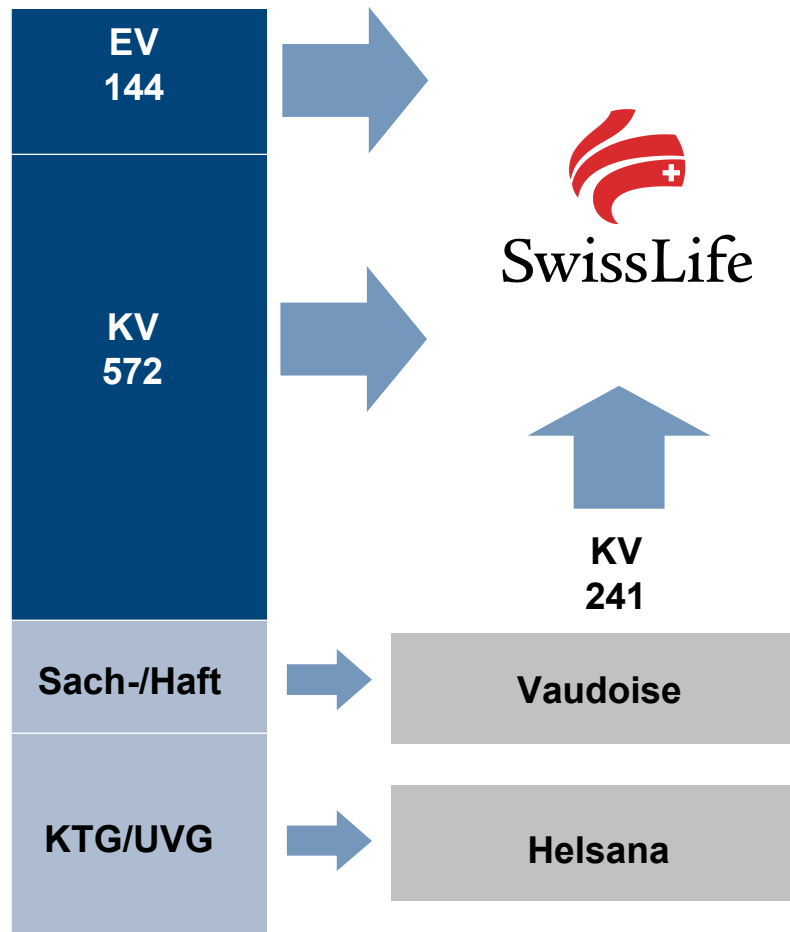 EV
144
SwissLife
KV
572
KV
241
Sach-/Haft
Vaudoise
KTG/UVG
Helsana